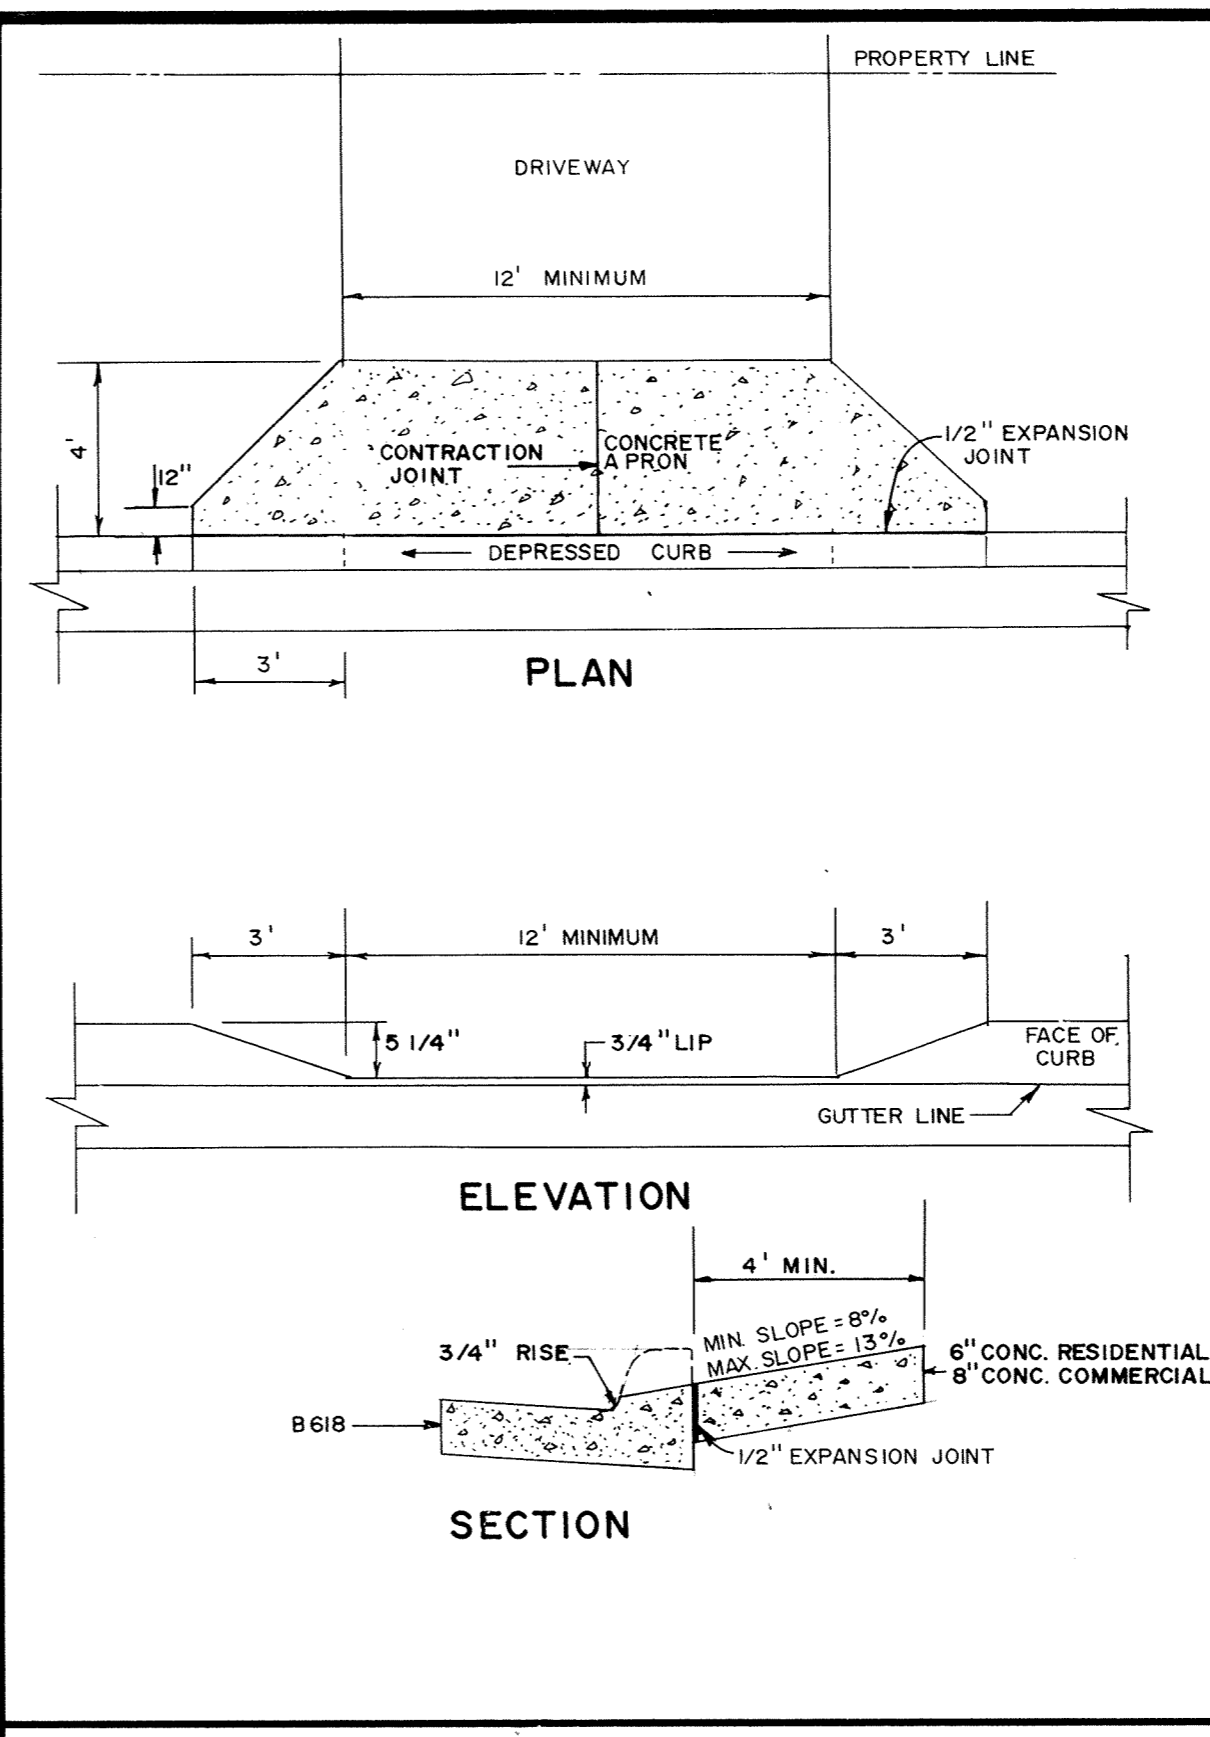 PROPERTY LINE
DRIVEWAY
12' MINIMUM
4'
12"
CONTRACTION
JOINT
CONCRETE
APRON
1/2" EXPANSION
JOINT
DEPRESSED CURB
3'
PLAN
3'
12' MINIMUM
3'
5 1/4"
3/4" LIP
FACE OF
CURB
GUTTER LINE
ELEVATION
4' MIN.
MIN. SLOPE = 8%
MAX. SLOPE = 13%
3/4" RISE
6" CONC. RESIDENTIAL
8" CONC. COMMERCIAL
B618
1/2" EXPANSION JOINT
SECTION